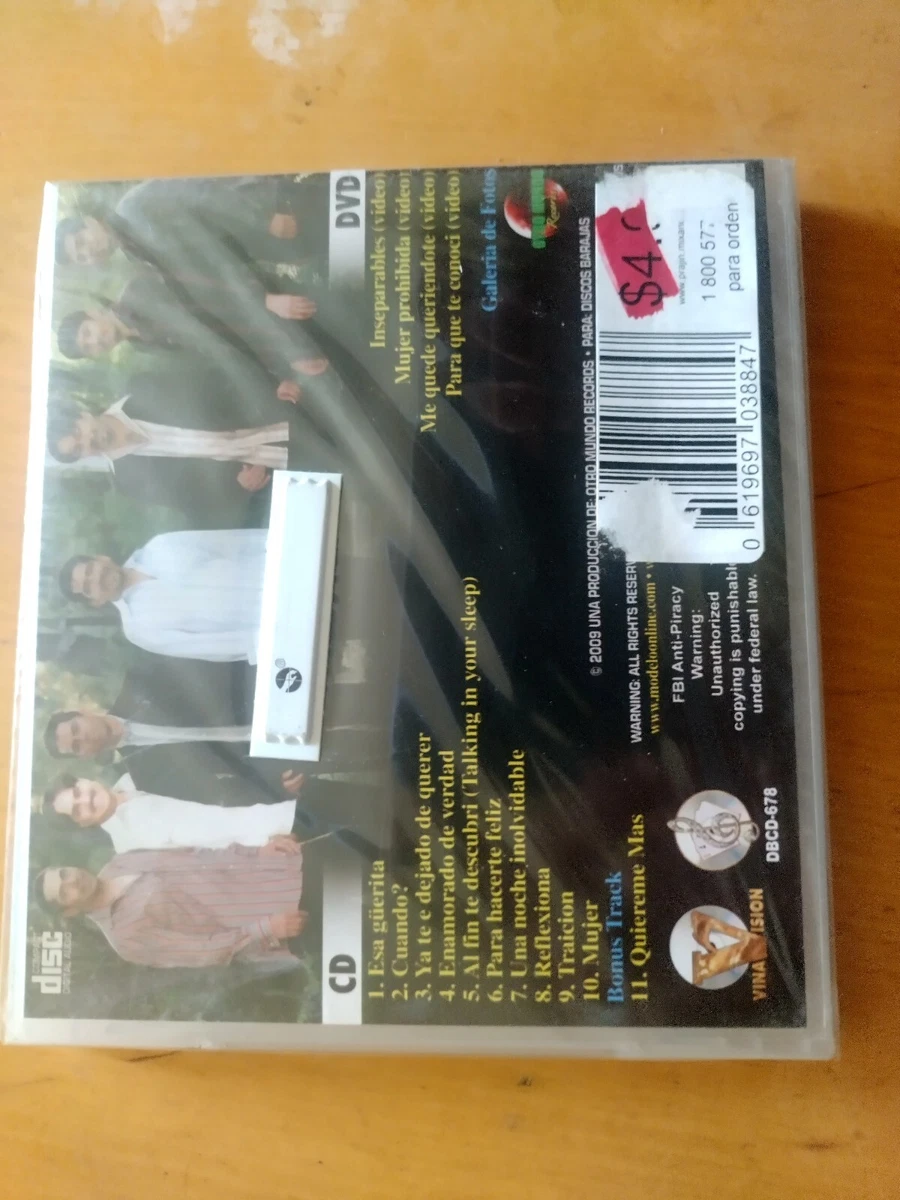 COMPACT
disc
DIGITAL AUDIO
CD
1. Esa güerita
2. Cuando?
3. Ya te e dejado de querer
4. Enamorado de verdad
5. Al fin te descubri (Talking in your sleep)
6. Para hacerte feliz
7. Una noche inolvidable
8. Reflexiona
9. Traicion
10. Mujer
Bonus Track
11. Quiereme Mas
DVD
Inseparables (video)
Mujer prohibida (video)
Me quede queriendote (video)
Para que te conoci (video)
Galeria de Fotos
© 2009 UNA PRODUCCION DE: OTRO MUNDO RECORDS • PARA: DISCOS BARAJAS
WARNING: ALL RIGHTS RESERV
www.modeloonline.com •
FBI Anti-Piracy
Warning:
Unauthorized
copying is punishable
under federal law.
VINA VISION
DBCD-678
$4.
1 800 577
para orden
0 619697 038847